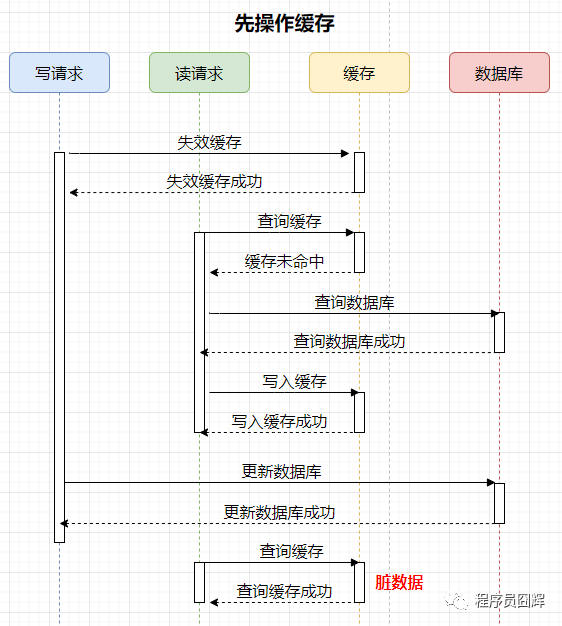 先操作缓存
写请求
读请求
缓存
数据库
失效缓存
失效缓存成功
查询缓存
缓存未命中
查询数据库
查询数据库成功
写入缓存
写入缓存成功
更新数据库
更新数据库成功
查询缓存
查询缓存成功
脏数据
程序员囧辉